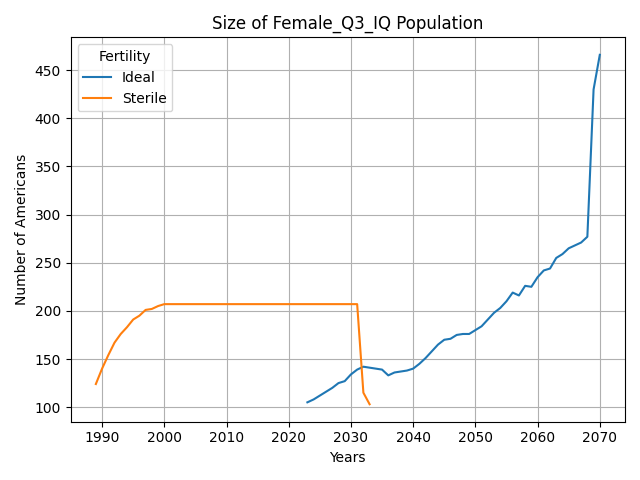 Size of Female_Q3_IQ Population
Fertility
Ideal
Sterile
Number of Americans
450
400
350
300
250
200
150
100
1990 2000 2010 2020 2030 2040 2050 2060 2070
Years